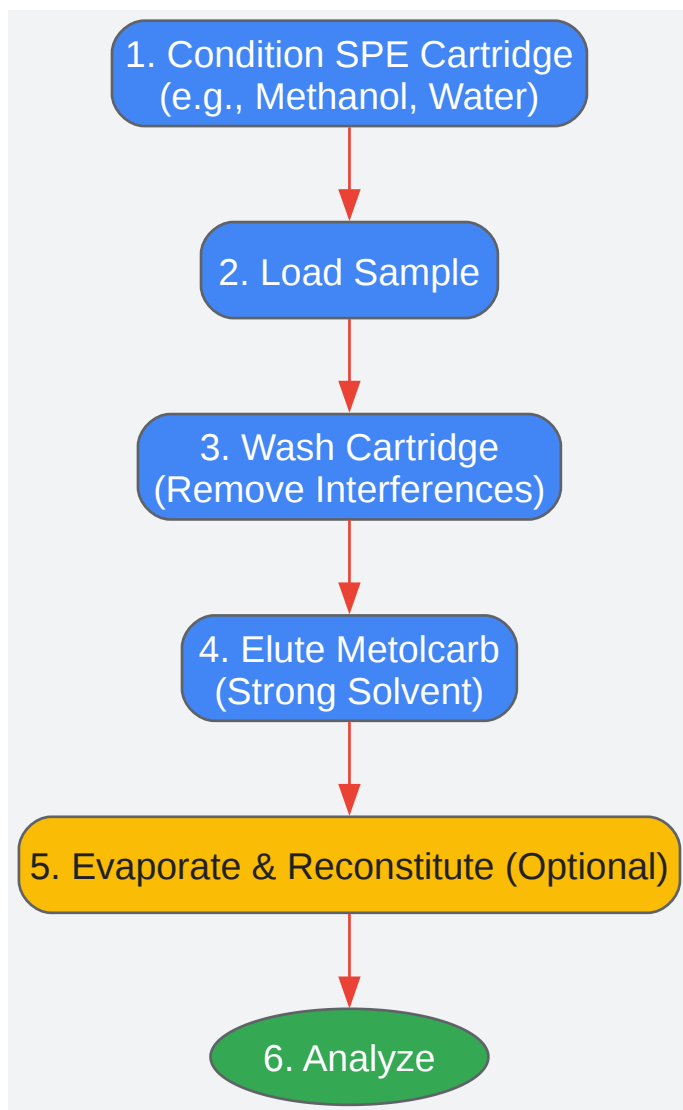 1. Condition SPE Cartridge
(e.g., Methanol, Water)
2. Load Sample
3. Wash Cartridge
(Remove Interferences)
4. Elute Metolcarb
(Strong Solvent)
5. Evaporate & Reconstitute (Optional)
6. Analyze